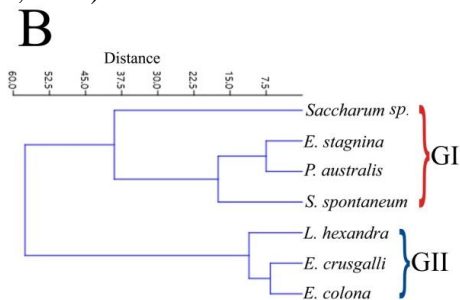 B
Distance
60.0 52.5 45.0 37.5 30.0 22.5 15.0 7.5
Saccharum sp.
E. stagnina
P. australis
S. spontaneum
GI
L. hexandra
E. crusgalli
E. colona
GII